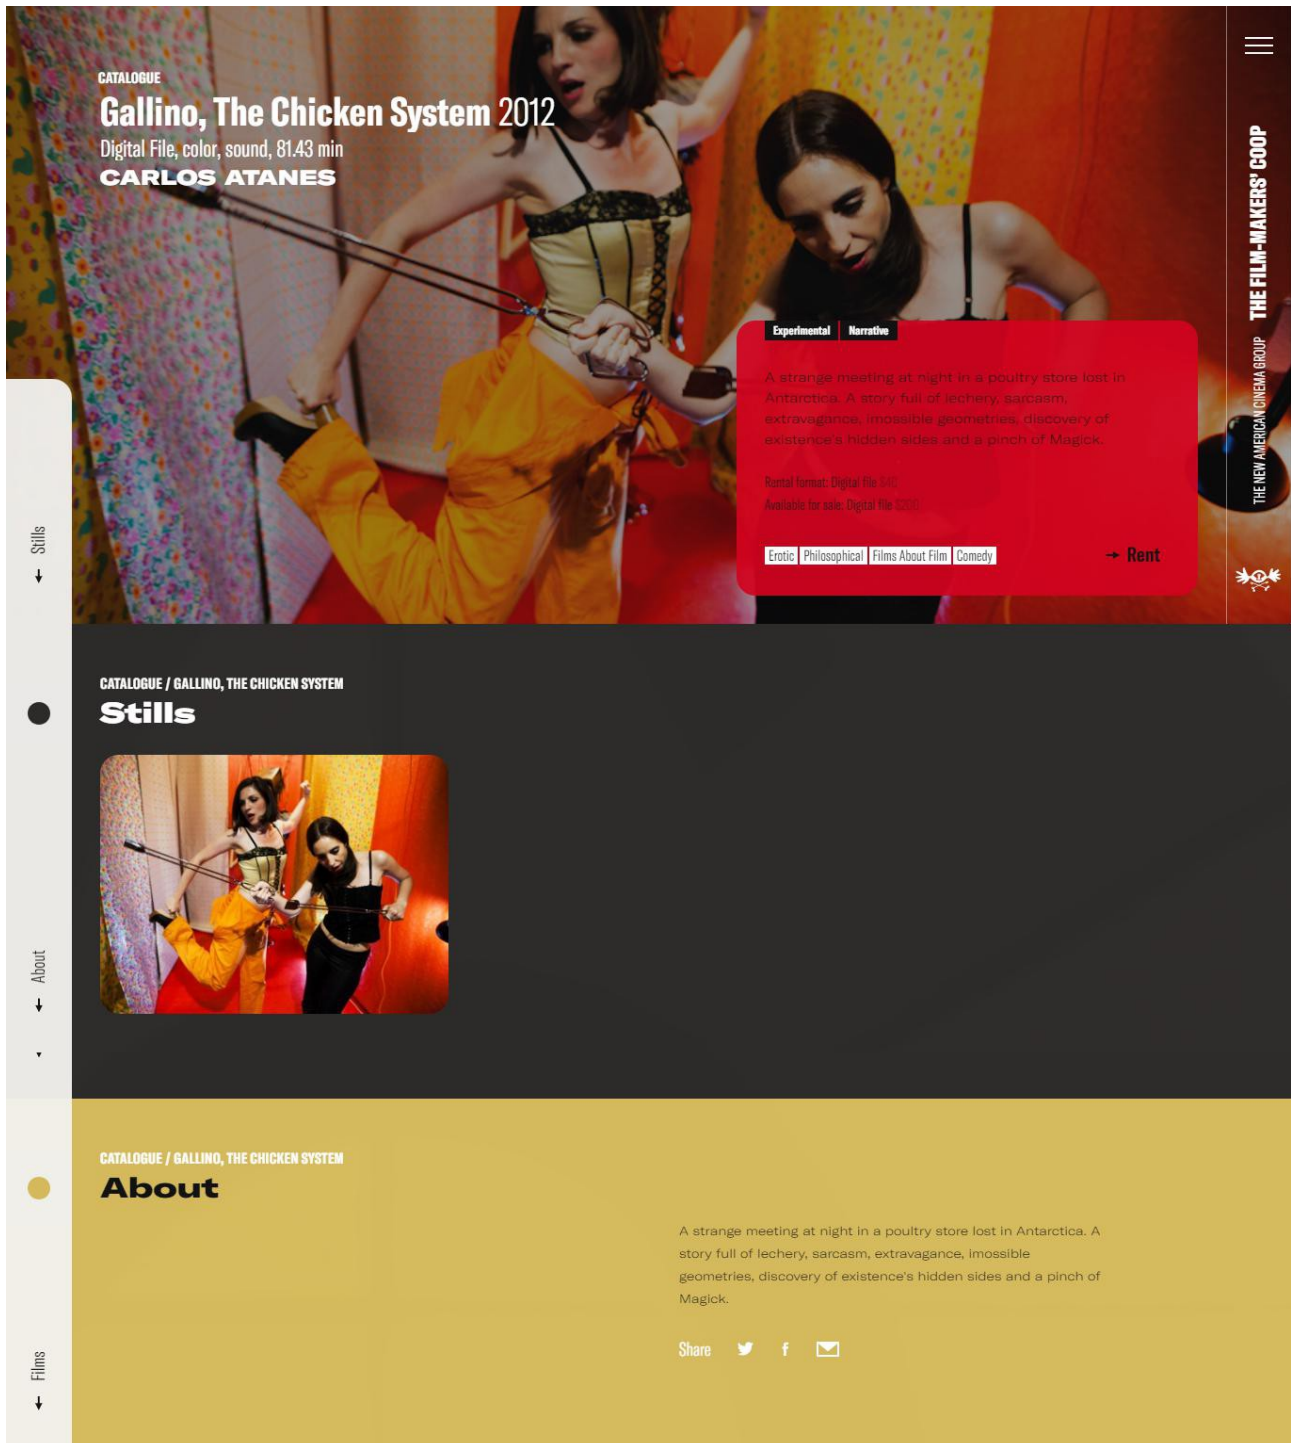 CATALOGUE
Gallino, The Chicken System 2012
Digital File, color, sound, 81.43 min
CARLOS ATANES
THE NEW AMERICAN CINEMA GROUP THE FILM-MAKERS' COOP
Experimental Narrative
A strange meeting at night in a poultry store lost in
Antarctica. A story full of lechery, sarcasm,
extravagance, imossible geometries, discovery of
existence's hidden sides and a pinch of Magick.
Rental format: Digital file $40
Available for sale: Digital file $200
Erotic Philosophical Films About Film Comedy
→ Rent
Stills
CATALOGUE / GALLINO, THE CHICKEN SYSTEM
Stills
About
CATALOGUE / GALLINO, THE CHICKEN SYSTEM
About
A strange meeting at night in a poultry store lost in Antarctica. A
story full of lechery, sarcasm, extravagance, imossible
geometries, discovery of existence's hidden sides and a pinch of
Magick.
Share
Films